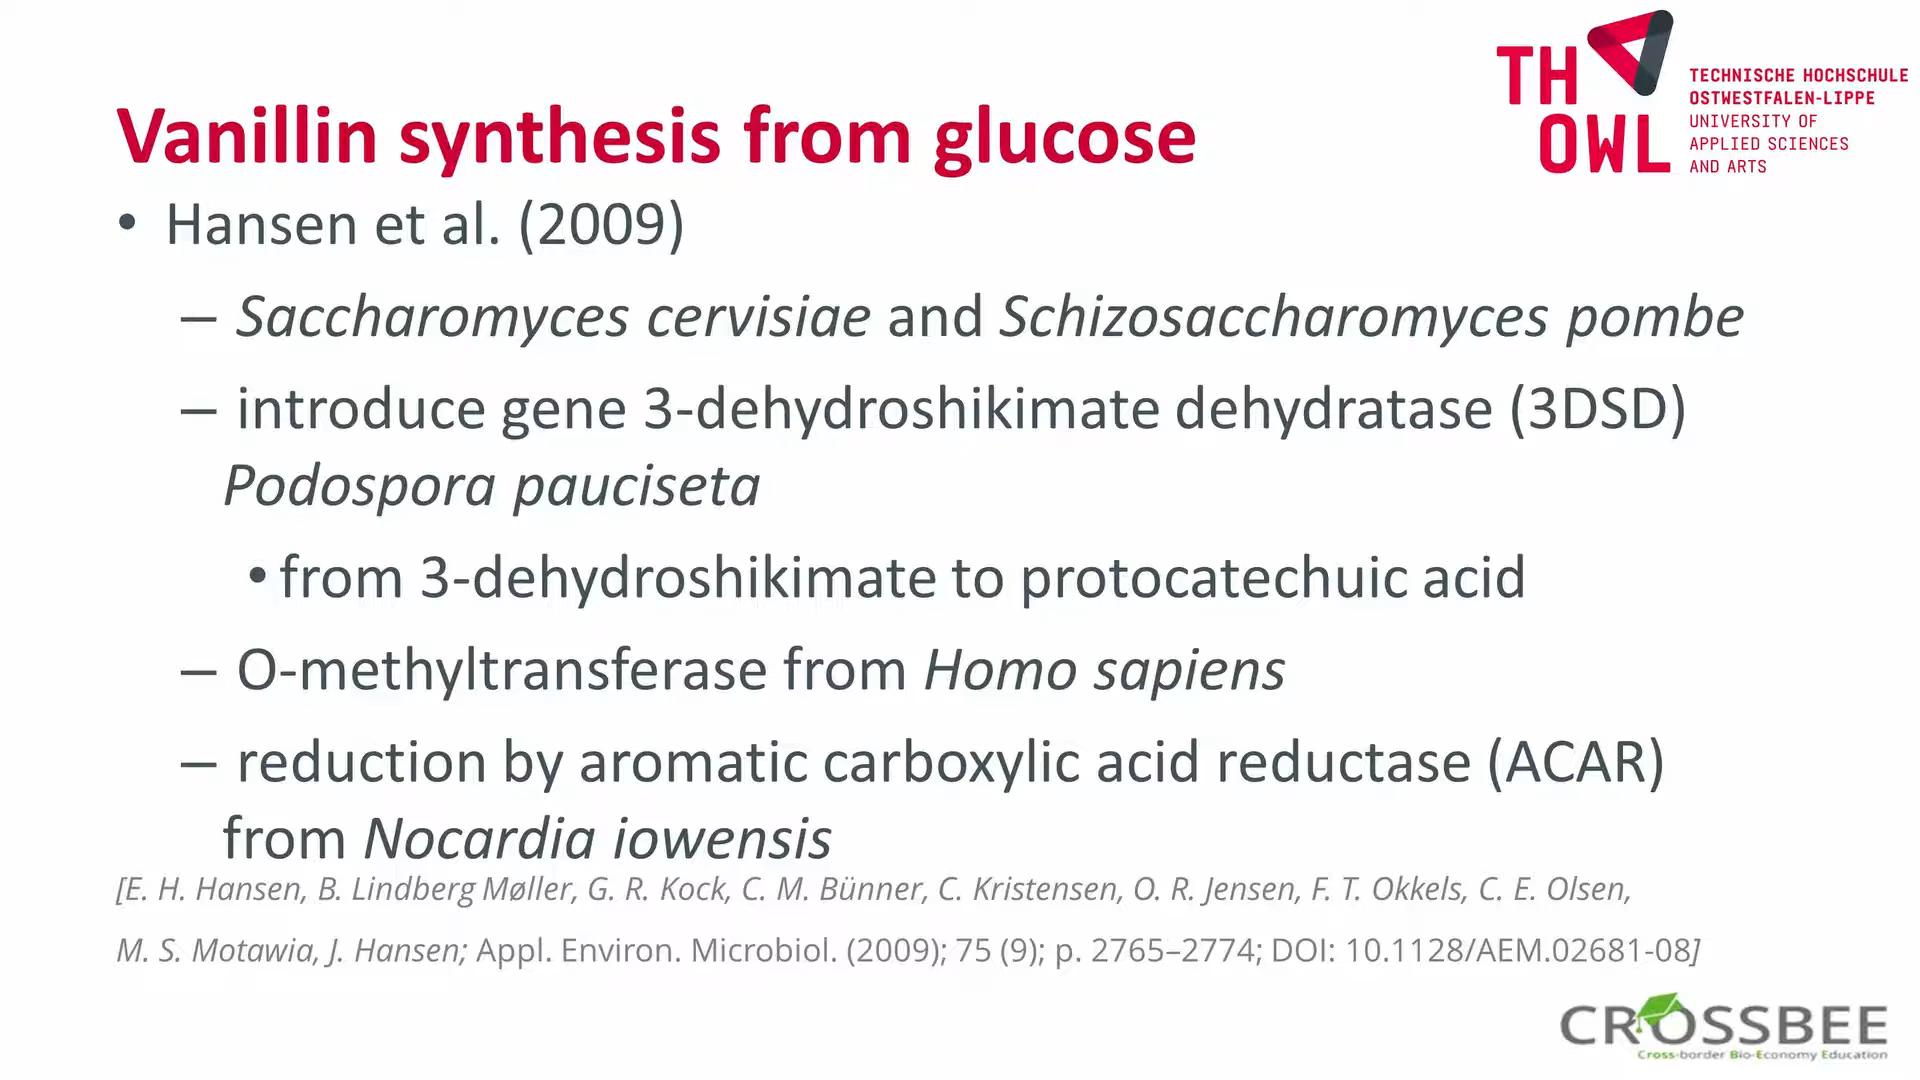 TH OWL
TECHNISCHE HOCHSCHULE
OSTWESTFALEN-LIPPE
UNIVERSITY OF
APPLIED SCIENCES
AND ARTS
Vanillin synthesis from glucose
• Hansen et al. (2009)
– Saccharomyces cervisiae and Schizosaccharomyces pombe
– introduce gene 3-dehydroshikimate dehydratase (3DSD)
Podospora pauciseta
• from 3-dehydroshikimate to protocatechuic acid
– O-methyltransferase from Homo sapiens
– reduction by aromatic carboxylic acid reductase (ACAR)
from Nocardia iowensis
[E. H. Hansen, B. Lindberg Møller, G. R. Kock, C. M. Bünner, C. Kristensen, O. R. Jensen, F. T. Okkels, C. E. Olsen,
M. S. Motawia, J. Hansen; Appl. Environ. Microbiol. (2009); 75 (9); p. 2765–2774; DOI: 10.1128/AEM.02681-08]
CROSSBEE
Cross-border Bio-Economy Education